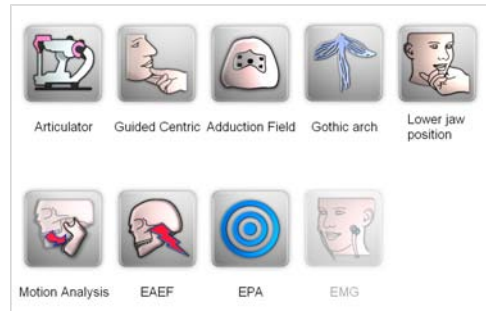 Articulator
Guided Centric
Adduction Field
Gothic arch
Lower jaw
position
Motion Analysis
EAEF
EPA
EMG